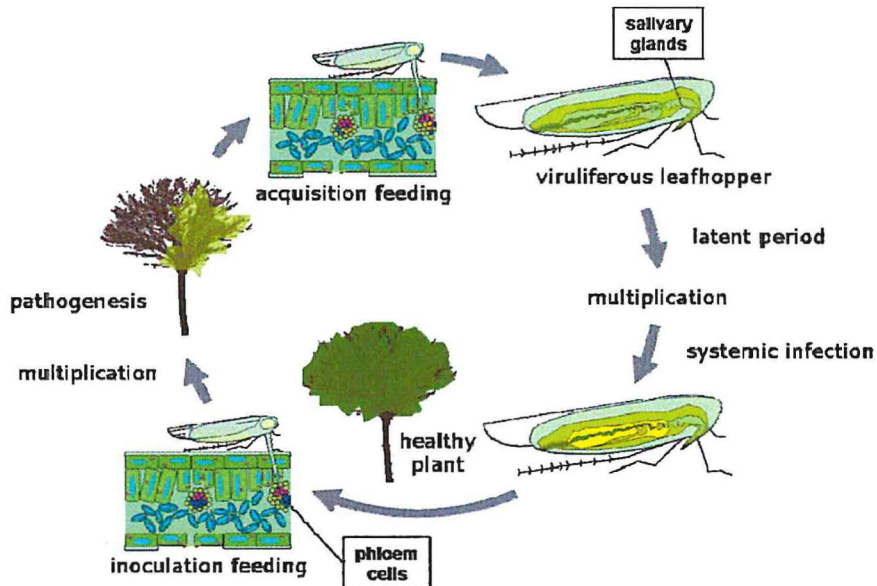 salivary
glands
acquisition feeding
viruliferous leafhopper
latent period
multiplication
systemic infection
healthy
plant
phloem
cells
inoculation feeding
multiplication
pathogenesis